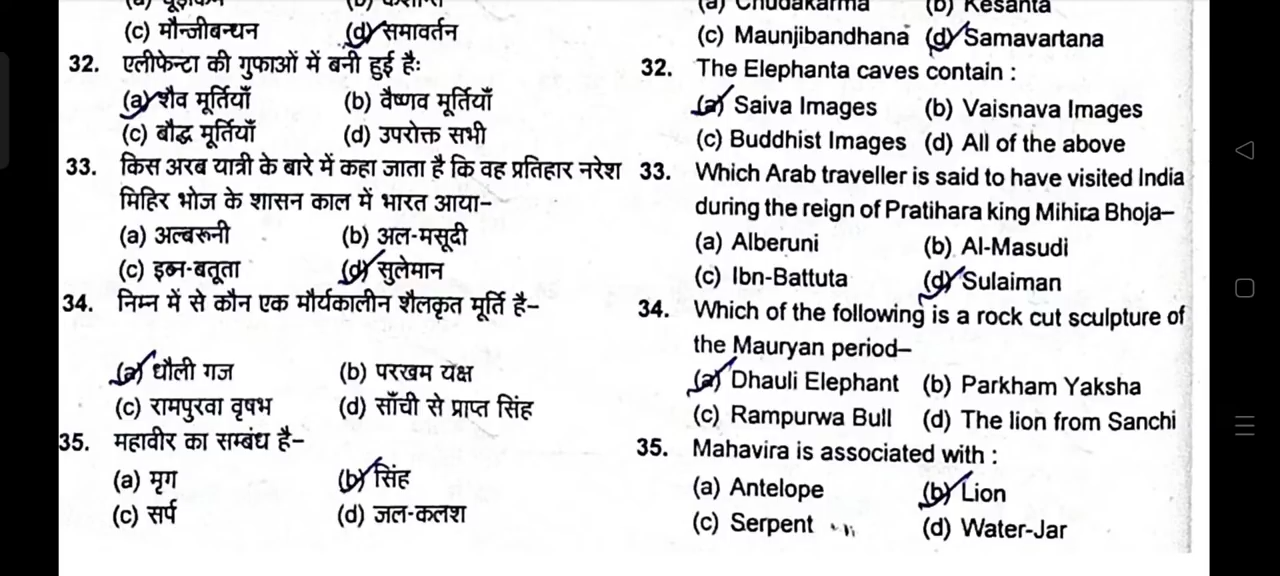 (c) मौन्जीबन्धन (d) समावर्तन
32. एलीफेन्टा की गुफाओं में बनी हुई हैः
(a) शैव मूर्तियाँ (b) वैष्णव मूर्तियाँ
(c) बौद्ध मूर्तियाँ (d) उपरोक्त सभी
33. किस अरब यात्री के बारे में कहा जाता है कि वह प्रतिहार नरेश
मिहिर भोज के शासन काल में भारत आया–
(a) अल्बरूनी (b) अल-मसूदी
(c) इब्न-बतूता (d) सुलेमान
34. निम्न में से कौन एक मौर्यकालीन शैलकृत मूर्ति है–
(a) धौली गज (b) परखम यक्ष
(c) रामपुरवा वृषभ (d) साँची से प्राप्त सिंह
35. महावीर का सम्बंध है–
(a) मृग (b) सिंह
(c) सर्प (d) जल-कलश
(a) Chudakarma (b) Kesanta
(c) Maunjibandhana (d) Samavartana
32. The Elephanta caves contain :
(a) Saiva Images (b) Vaisnava Images
(c) Buddhist Images (d) All of the above
33. Which Arab traveller is said to have visited India
during the reign of Pratihara king Mihira Bhoja–
(a) Alberuni (b) Al-Masudi
(c) Ibn-Battuta (d) Sulaiman
34. Which of the following is a rock cut sculpture of
the Mauryan period–
(a) Dhauli Elephant (b) Parkham Yaksha
(c) Rampurwa Bull (d) The lion from Sanchi
35. Mahavira is associated with :
(a) Antelope (b) Lion
(c) Serpent (d) Water-Jar